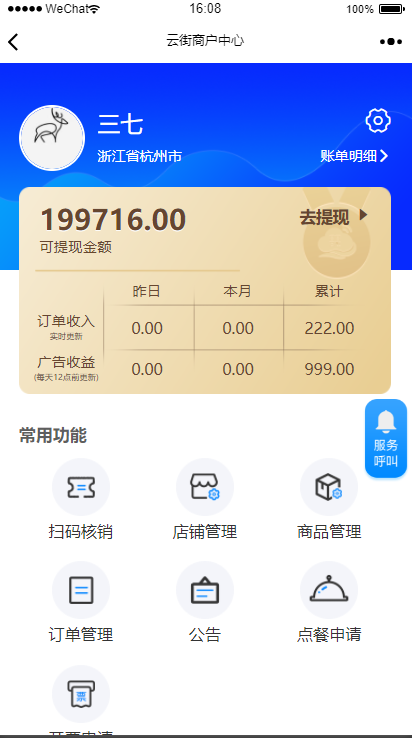 WeChat 16:08 100%
云街商户中心
三七
浙江省杭州市 账单明细
199716.00 去提现
可提现金额
昨日 本月 累计
订单收入 0.00 0.00 222.00
实时更新
广告收益 0.00 0.00 999.00
(每天12点前更新)
服务
呼叫
常用功能
扫码核销 店铺管理 商品管理
订单管理 公告 点餐申请
票
开票申请